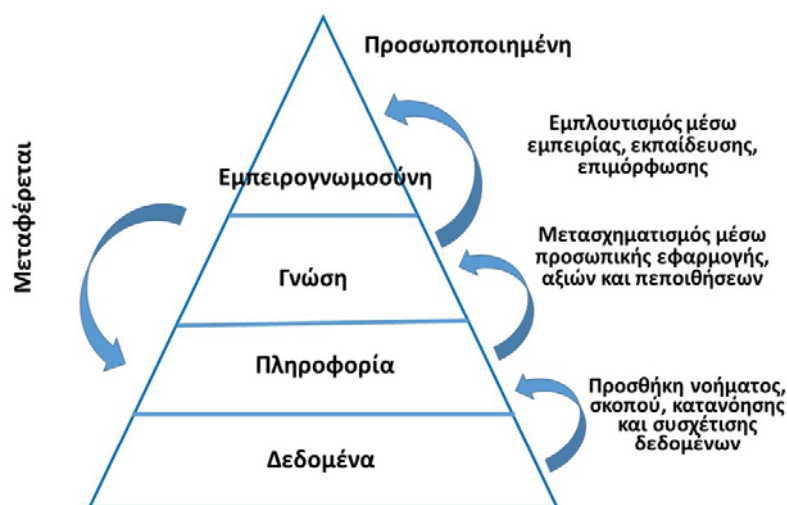 Προσωποποιημένη
Εμπλουτισμός μέσω
εμπειρίας, εκπαίδευσης,
επιμόρφωσης
Εμπειρογνωμοσύνη
Μεταφέρεται
Μετασχηματισμός μέσω
προσωπικής εφαρμογής,
αξιών και πεποιθήσεων
Γνώση
Πληροφορία
Προσθήκη νοήματος,
σκοπού, κατανόησης
και συσχέτισης
δεδομένων
Δεδομένα